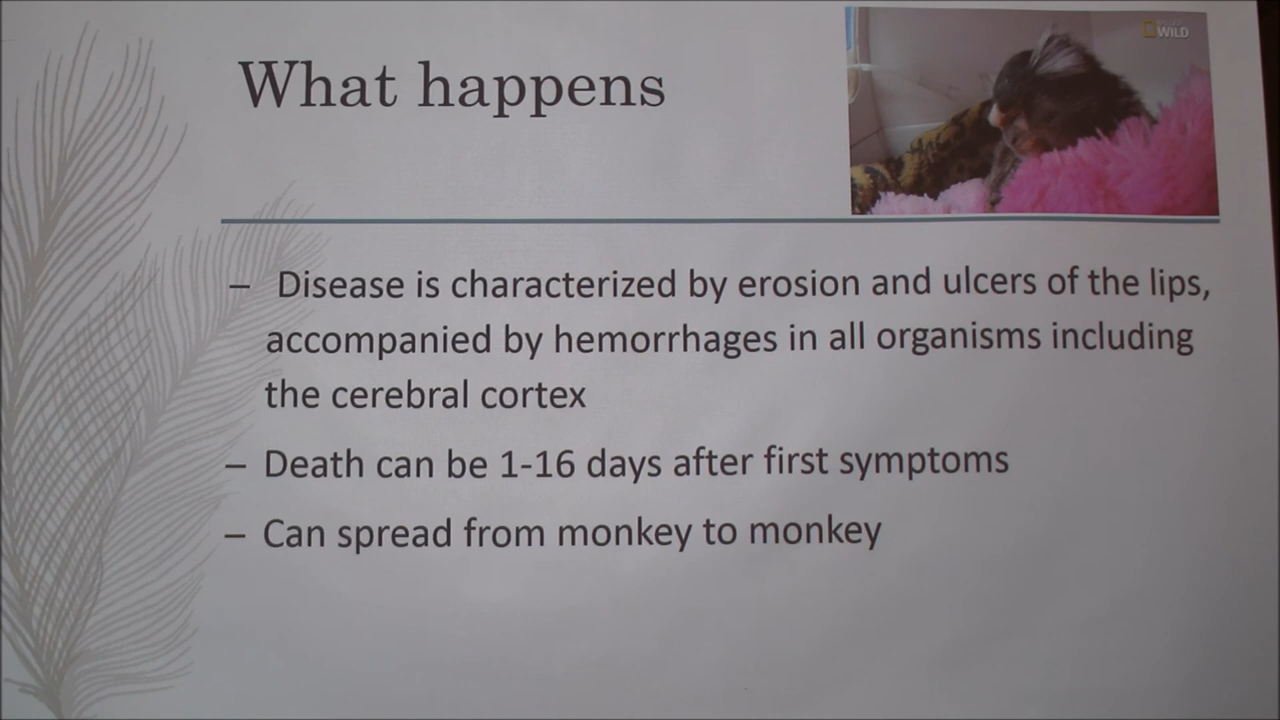 What happens
WILD
– Disease is characterized by erosion and ulcers of the lips,
accompanied by hemorrhages in all organisms including
the cerebral cortex
– Death can be 1-16 days after first symptoms
– Can spread from monkey to monkey